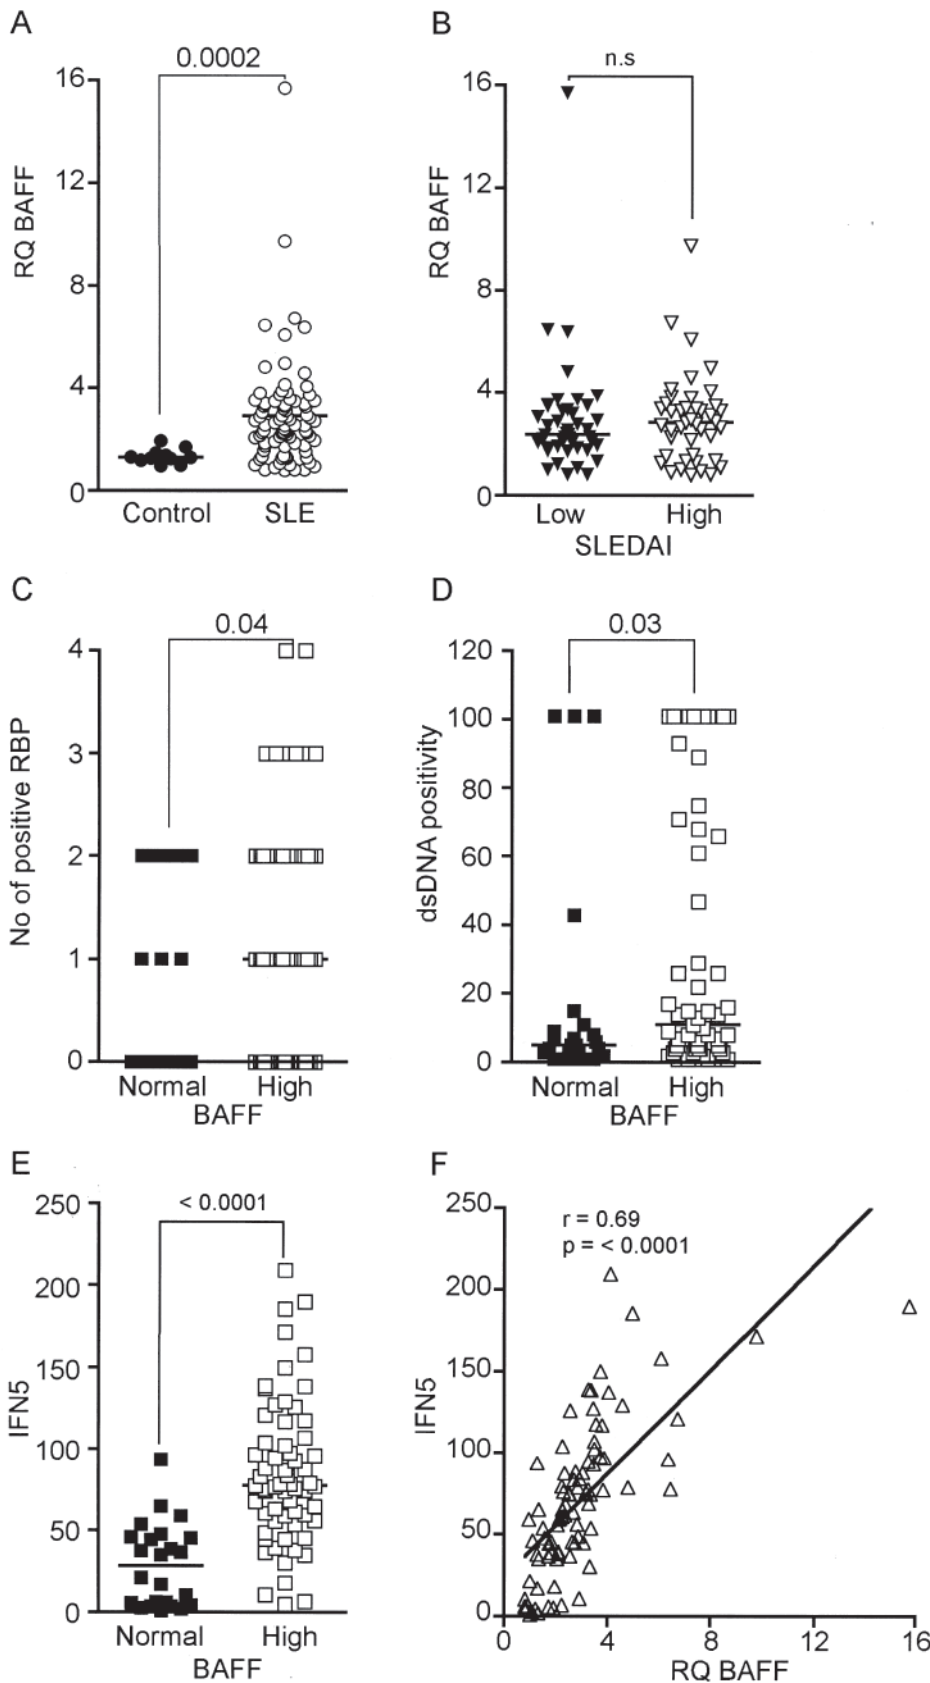 A
0.0002
16
12
8
4
0
RQ BAFF
Control SLE
B
n.s
16
12
8
4
0
RQ BAFF
Low High
SLEDAI
C
0.04
4
3
2
1
0
No of positive RBP
Normal High
BAFF
D
0.03
120
100
80
60
40
20
0
dsDNA positivity
Normal High
BAFF
E
< 0.0001
250
200
150
100
50
0
IFN5
Normal High
BAFF
F
r = 0.69
p = < 0.0001
250
200
150
100
50
0
IFN5
0 4 8 12 16
RQ BAFF